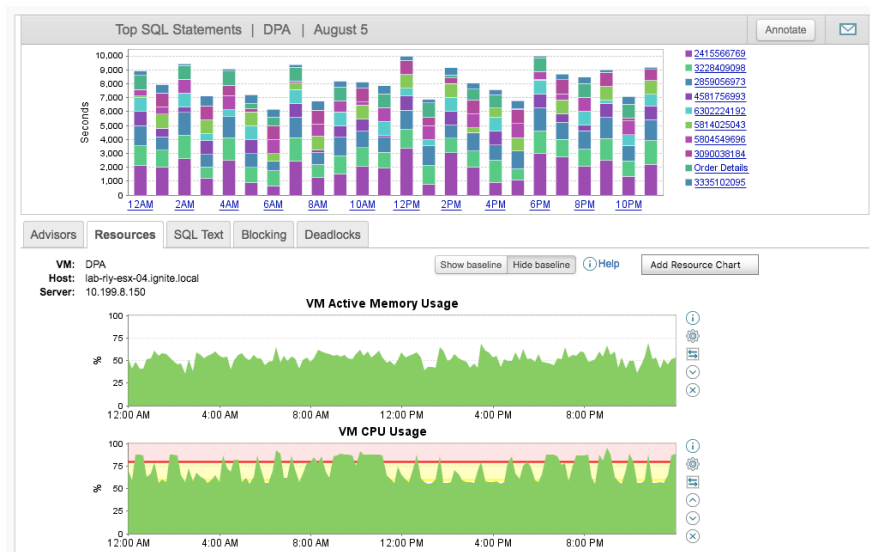 Top SQL Statements | DPA | August 5
Annotate
10,000
9,000
8,000
7,000
6,000
5,000
4,000
3,000
2,000
1,000
0
Seconds
12AM 2AM 4AM 6AM 8AM 10AM 12PM 2PM 4PM 6PM 8PM 10PM
2415566769
3228409098
2859056973
4581756993
6302224192
5814025043
5804549696
3090038184
Order Details
3335102095
Advisors Resources SQL Text Blocking Deadlocks
VM: DPA
Host: lab-riy-esx-04.ignite.local
Server: 10.199.8.150
Show baseline Hide baseline i Help Add Resource Chart
VM Active Memory Usage
100
75
50
25
0
%
12:00 AM 4:00 AM 8:00 AM 12:00 PM 4:00 PM 8:00 PM
VM CPU Usage
100
75
50
25
0
%
12:00 AM 4:00 AM 8:00 AM 12:00 PM 4:00 PM 8:00 PM